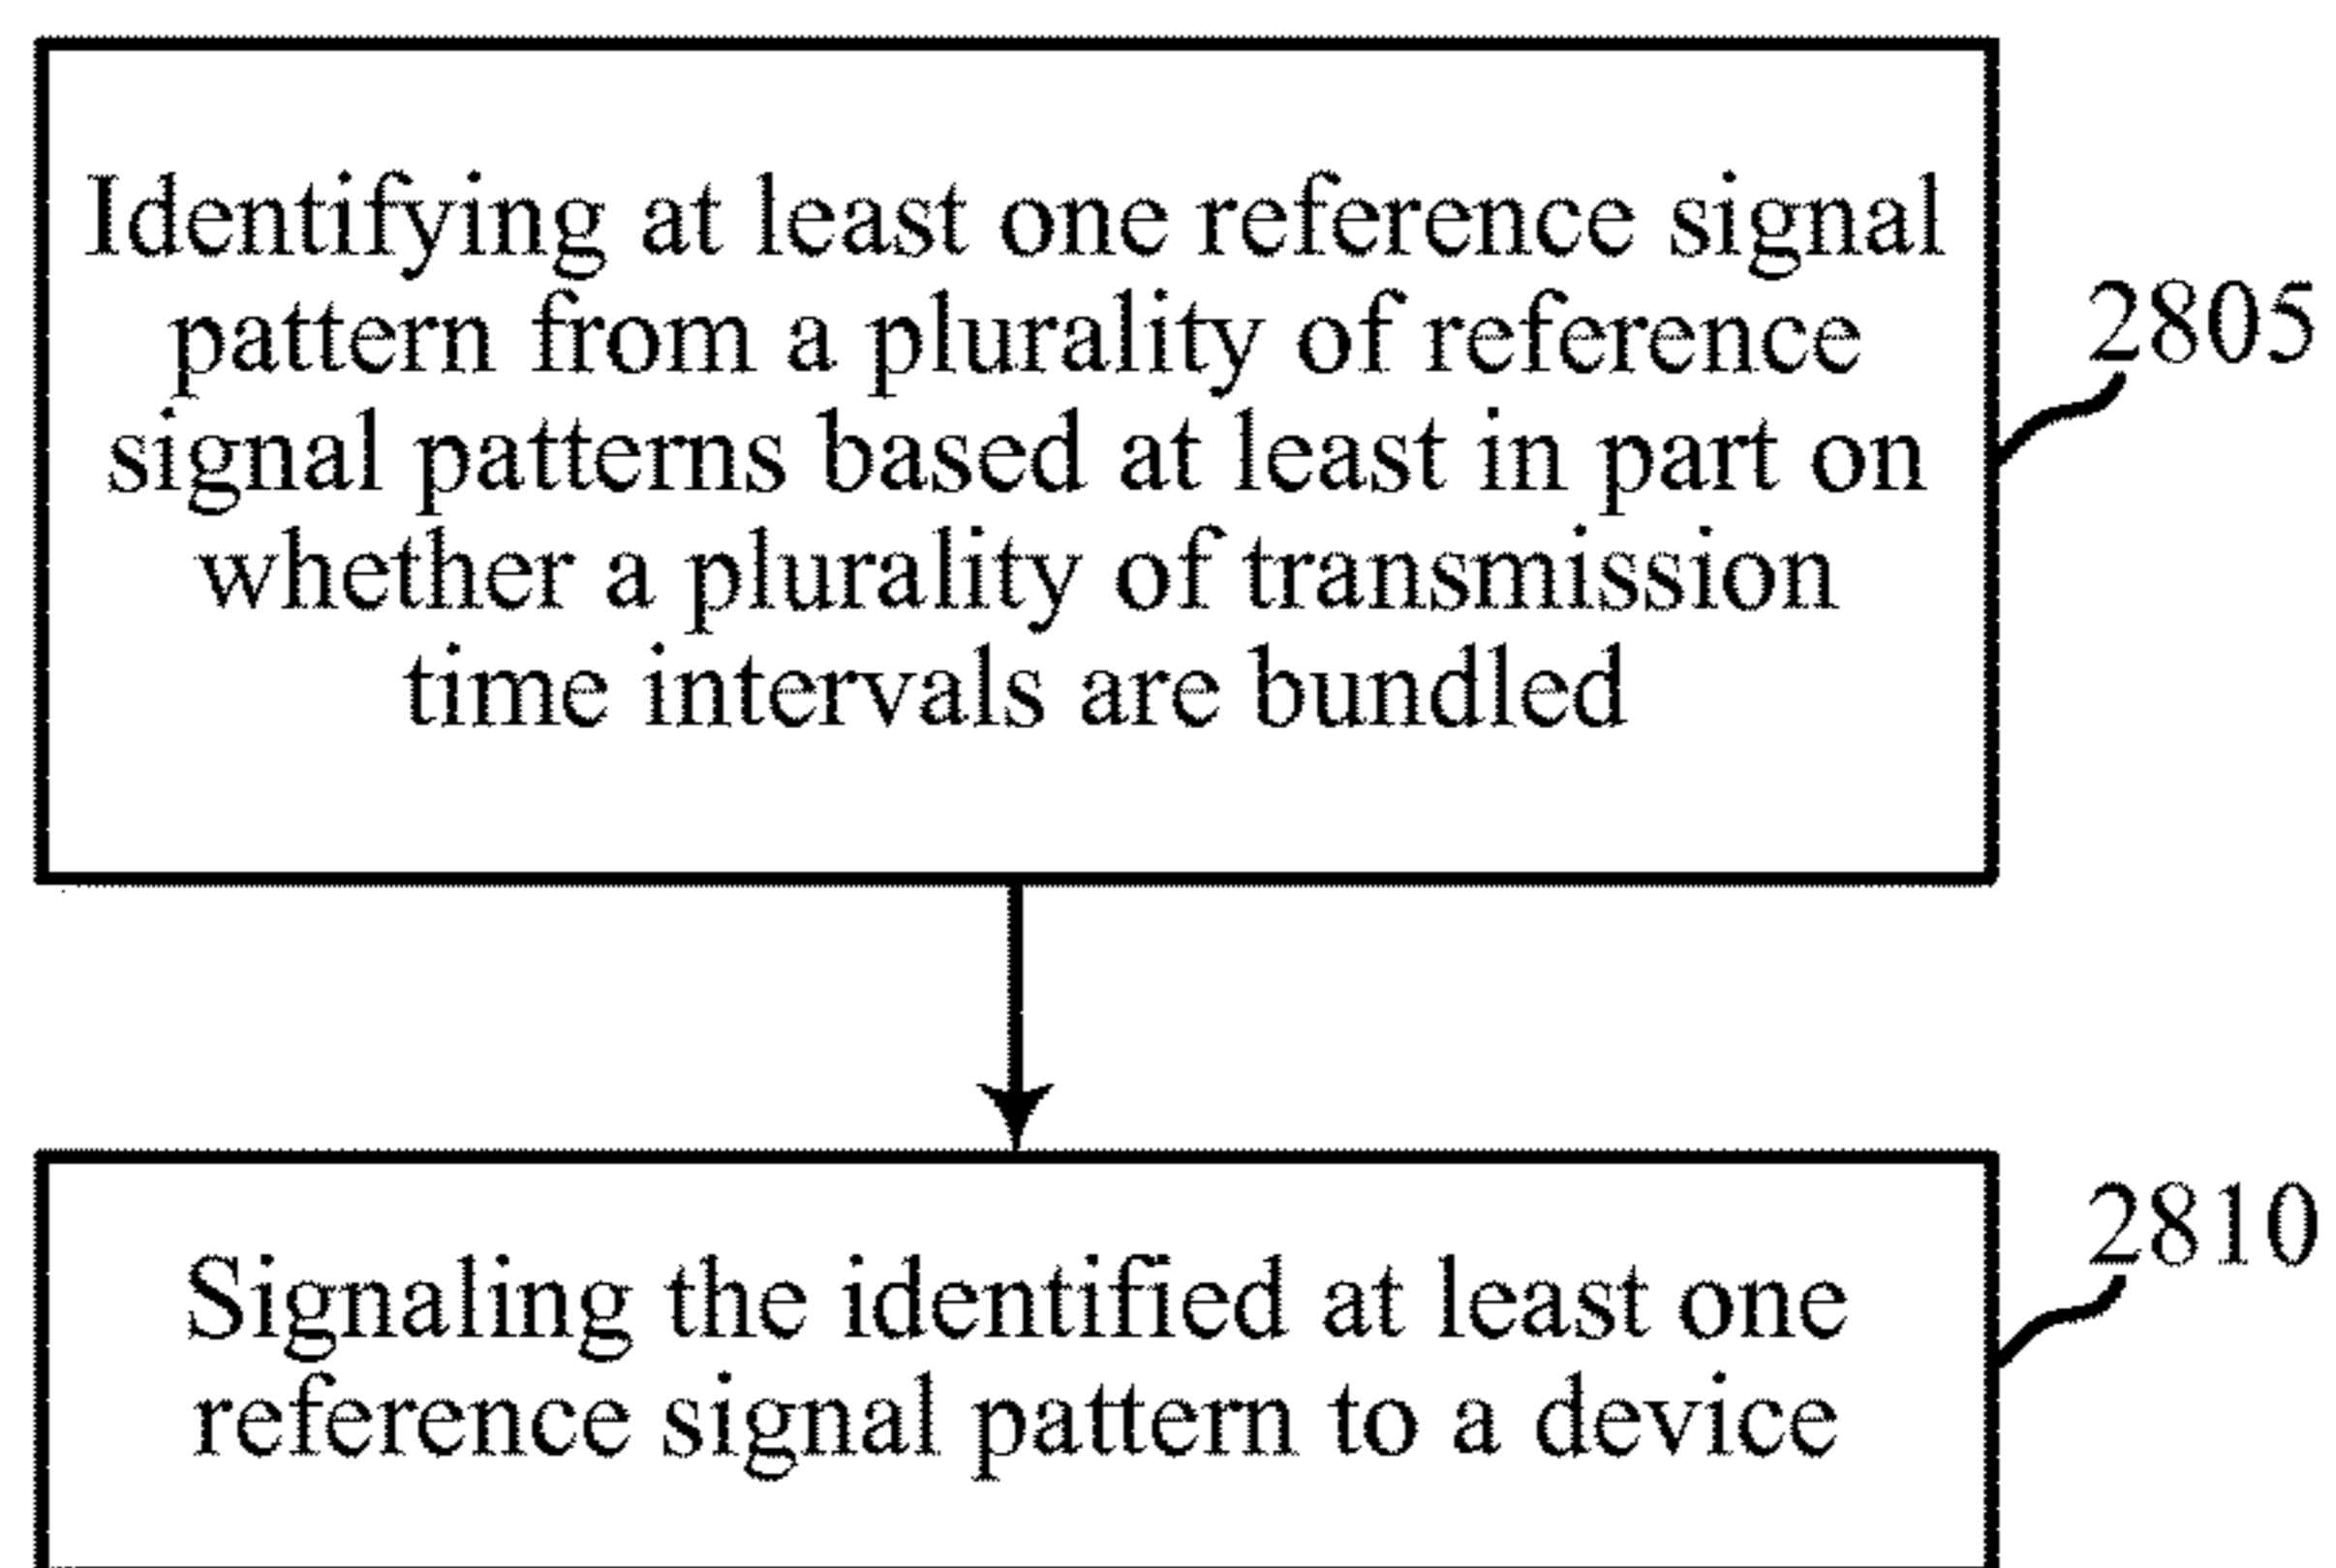 Identifying at least one reference signal
pattern from a plurality of reference
signal patterns based at least in part on
whether a plurality of transmission
time intervals are bundled
2805
Signaling the identified at least one
reference signal pattern to a device
2810